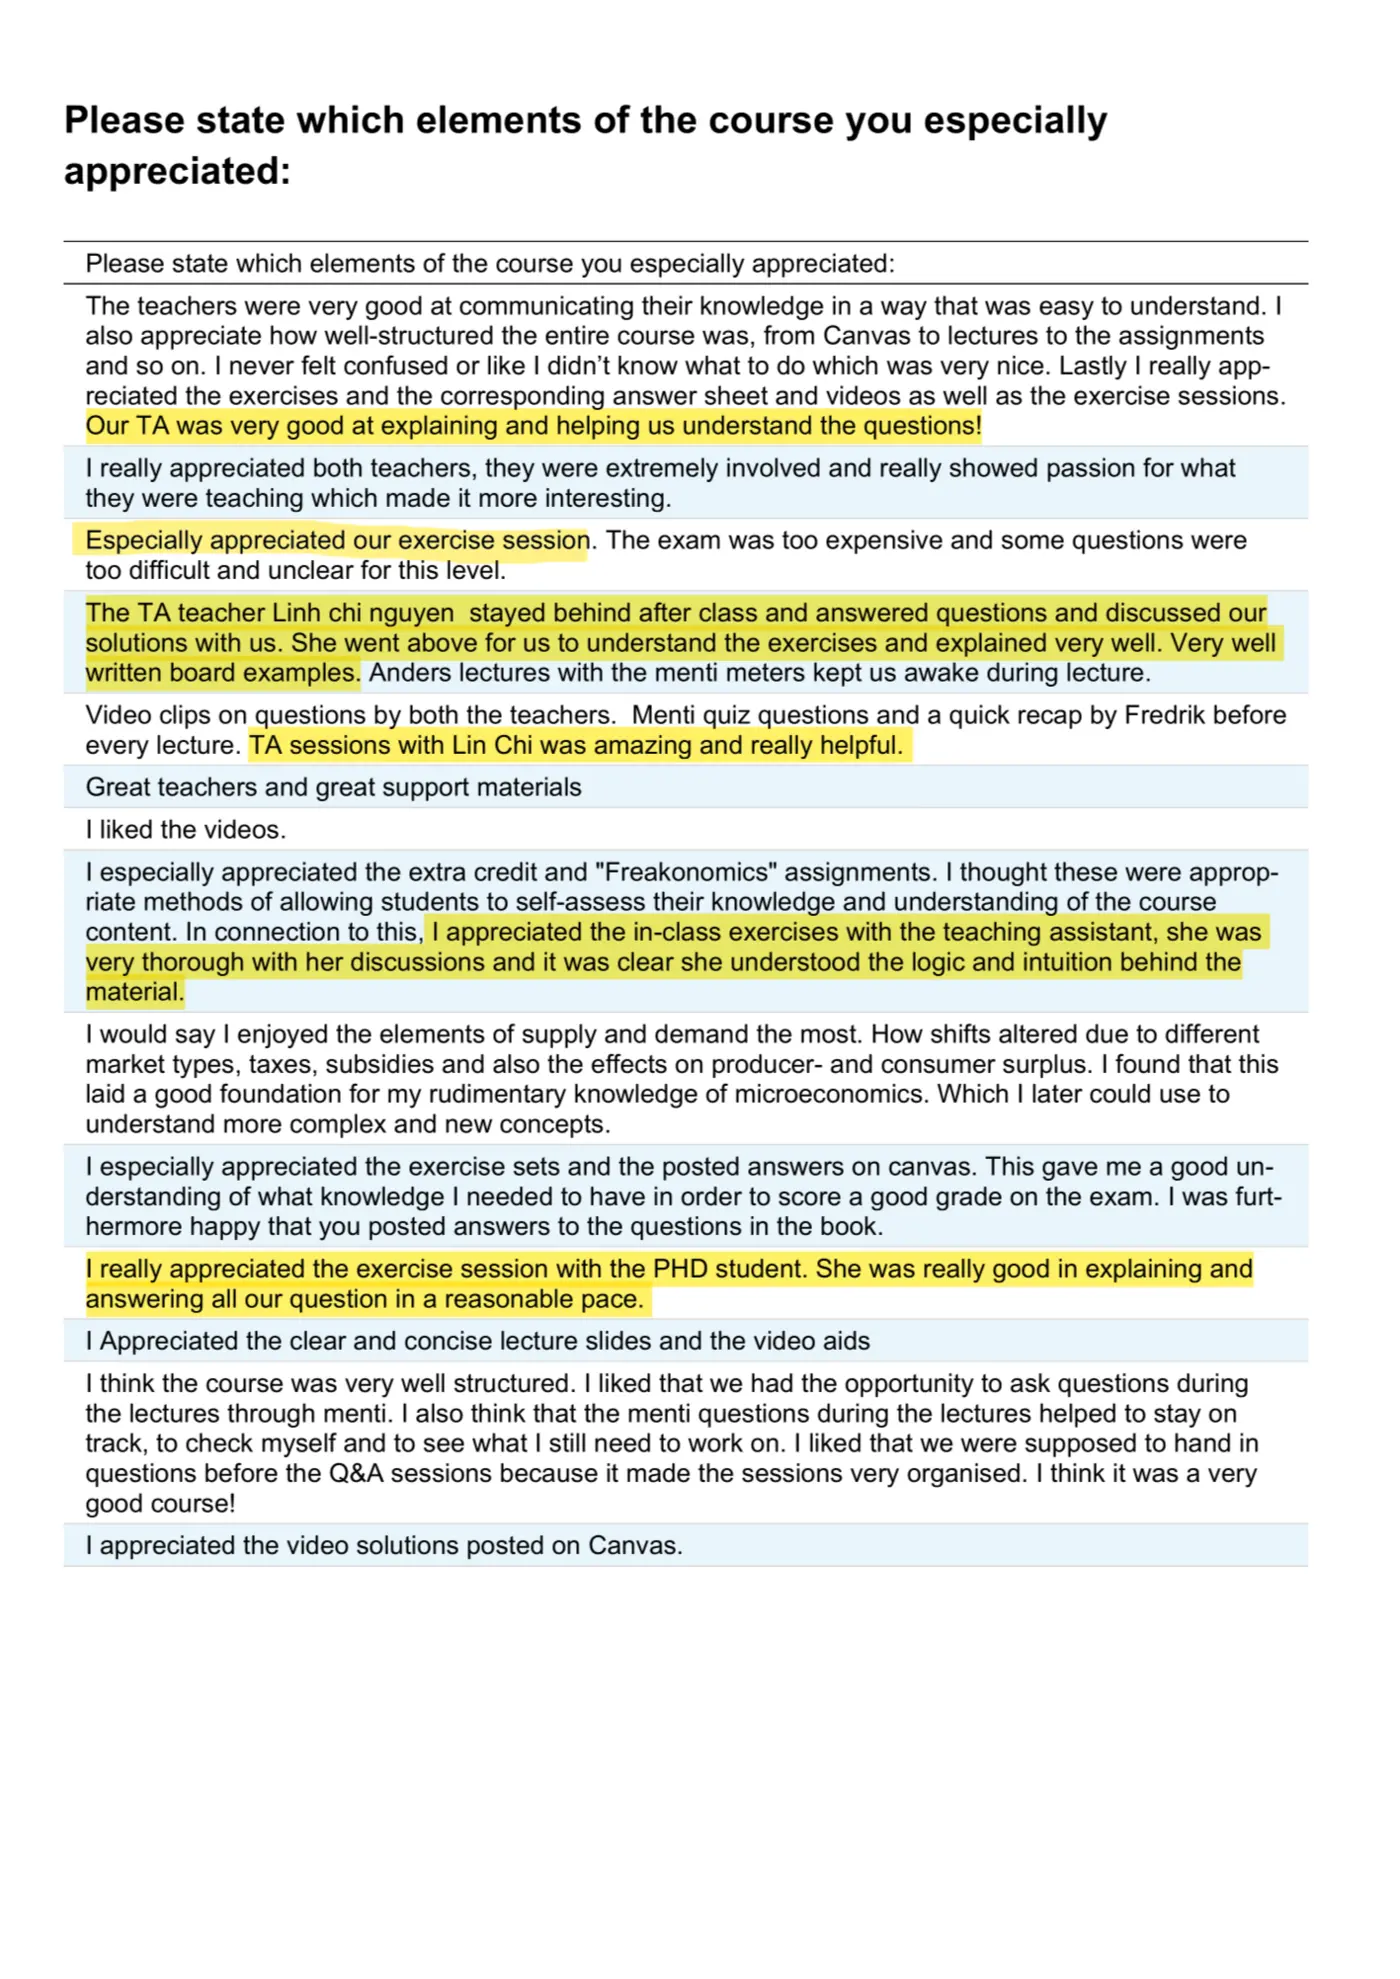 Please state which elements of the course you especially
appreciated:
Please state which elements of the course you especially appreciated:
The teachers were very good at communicating their knowledge in a way that was easy to understand. I
also appreciate how well-structured the entire course was, from Canvas to lectures to the assignments
and so on. I never felt confused or like I didn’t know what to do which was very nice. Lastly I really app-
reciated the exercises and the corresponding answer sheet and videos as well as the exercise sessions.
Our TA was very good at explaining and helping us understand the questions!
I really appreciated both teachers, they were extremely involved and really showed passion for what
they were teaching which made it more interesting.
Especially appreciated our exercise session. The exam was too expensive and some questions were
too difficult and unclear for this level.
The TA teacher Linh chi nguyen  stayed behind after class and answered questions and discussed our
solutions with us. She went above for us to understand the exercises and explained very well. Very well
written board examples. Anders lectures with the menti meters kept us awake during lecture.
Video clips on questions by both the teachers.  Menti quiz questions and a quick recap by Fredrik before
every lecture. TA sessions with Lin Chi was amazing and really helpful.
Great teachers and great support materials
I liked the videos.
I especially appreciated the extra credit and "Freakonomics" assignments. I thought these were approp-
riate methods of allowing students to self-assess their knowledge and understanding of the course
content. In connection to this, I appreciated the in-class exercises with the teaching assistant, she was
very thorough with her discussions and it was clear she understood the logic and intuition behind the
material.
I would say I enjoyed the elements of supply and demand the most. How shifts altered due to different
market types, taxes, subsidies and also the effects on producer- and consumer surplus. I found that this
laid a good foundation for my rudimentary knowledge of microeconomics. Which I later could use to
understand more complex and new concepts.
I especially appreciated the exercise sets and the posted answers on canvas. This gave me a good un-
derstanding of what knowledge I needed to have in order to score a good grade on the exam. I was furt-
hermore happy that you posted answers to the questions in the book.
I really appreciated the exercise session with the PHD student. She was really good in explaining and
answering all our question in a reasonable pace.
I Appreciated the clear and concise lecture slides and the video aids
I think the course was very well structured. I liked that we had the opportunity to ask questions during
the lectures through menti. I also think that the menti questions during the lectures helped to stay on
track, to check myself and to see what I still need to work on. I liked that we were supposed to hand in
questions before the Q&A sessions because it made the sessions very organised. I think it was a very
good course!
I appreciated the video solutions posted on Canvas.